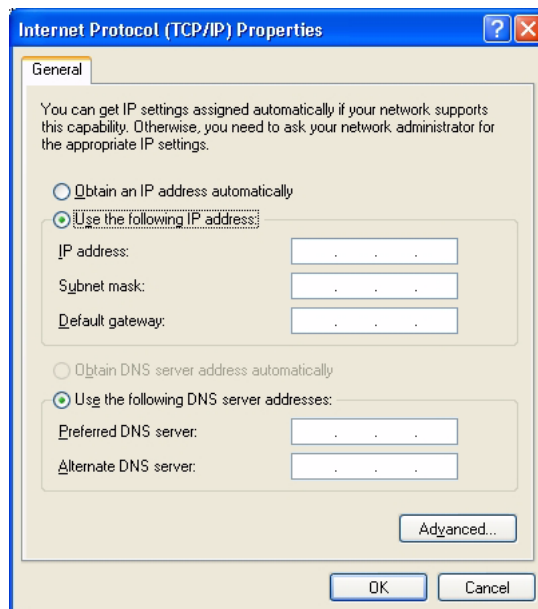 Internet Protocol (TCP/IP) Properties
General
You can get IP settings assigned automatically if your network supports
this capability. Otherwise, you need to ask your network administrator for
the appropriate IP settings.
Obtain an IP address automatically
Use the following IP address:
IP address: . . .
Subnet mask: . . .
Default gateway: . . .
Obtain DNS server address automatically
Use the following DNS server addresses:
Preferred DNS server: . . .
Alternate DNS server: . . .
Advanced...
OK Cancel